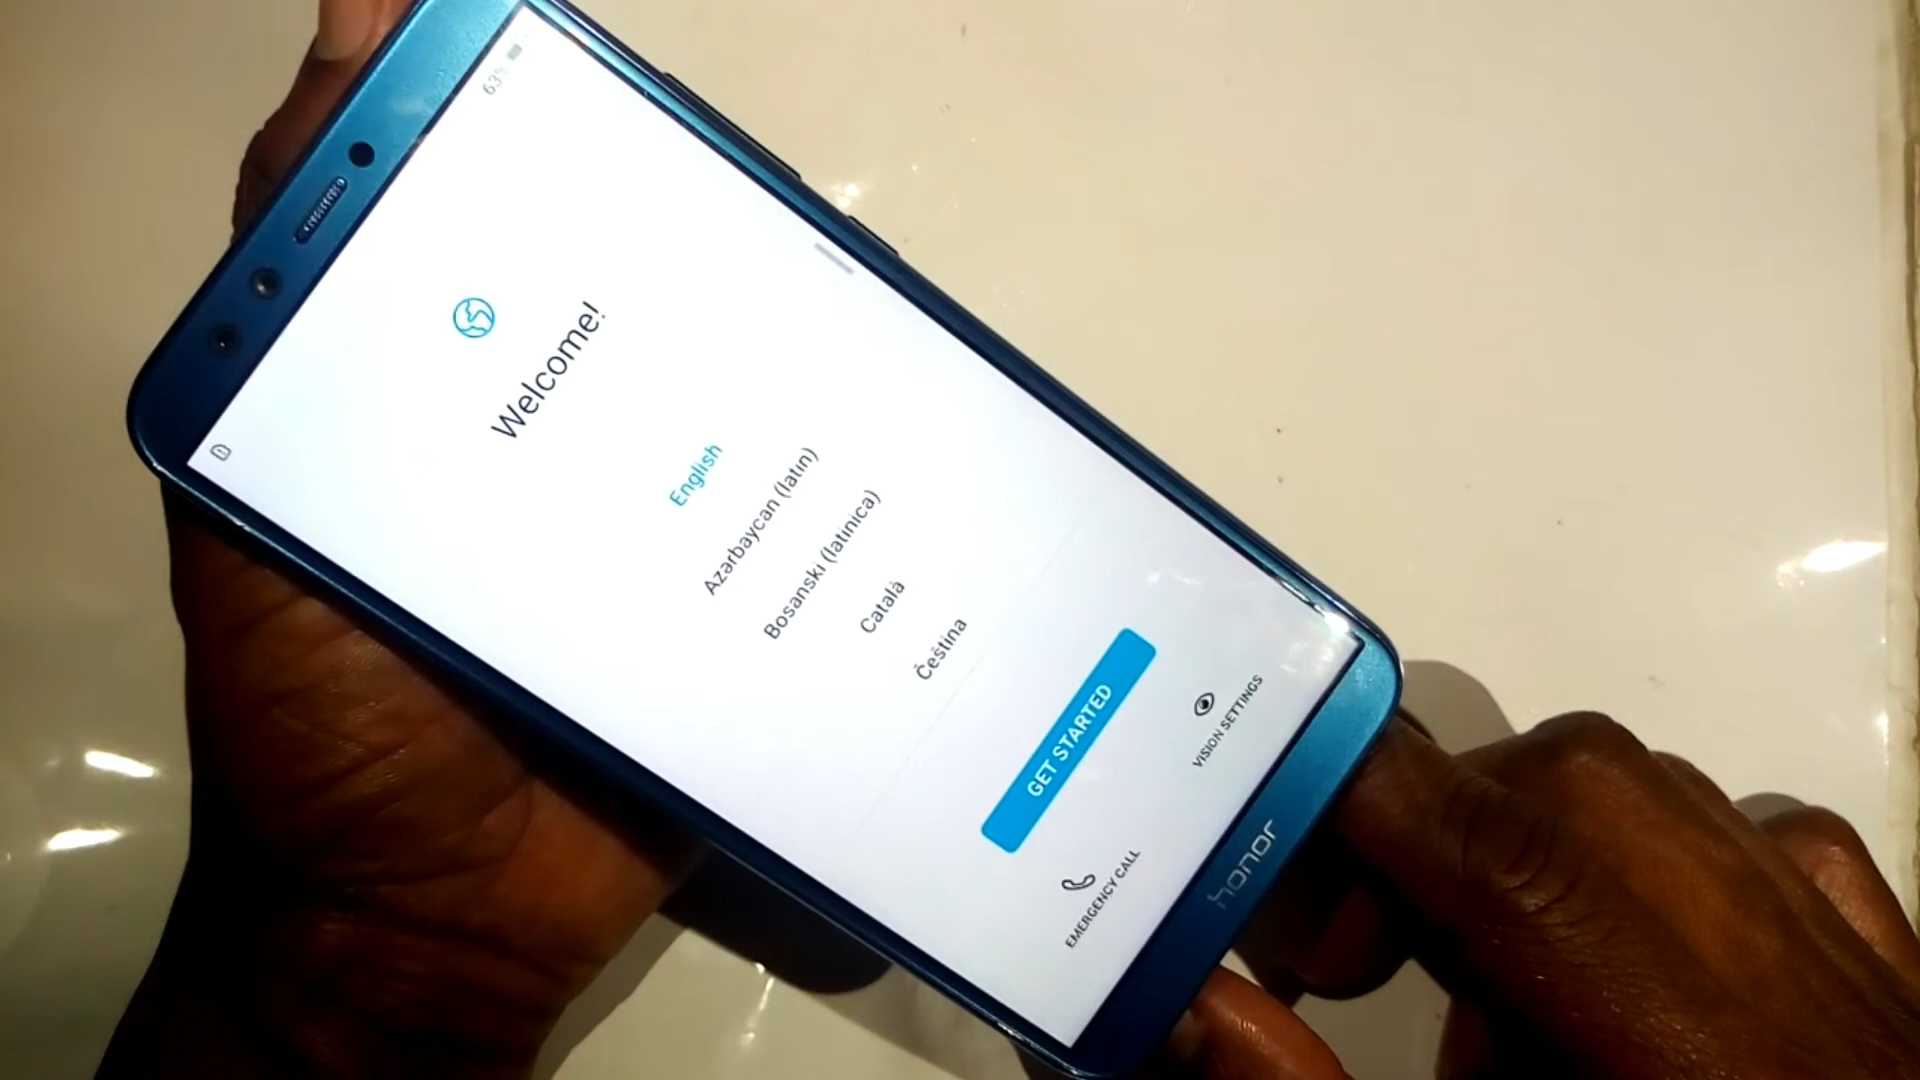 63%
Welcome!
English
Azərbaycan (latın)
Bosanski (latinica)
Català
Čeština
GET STARTED
EMERGENCY CALL
VISION SETTINGS
honor